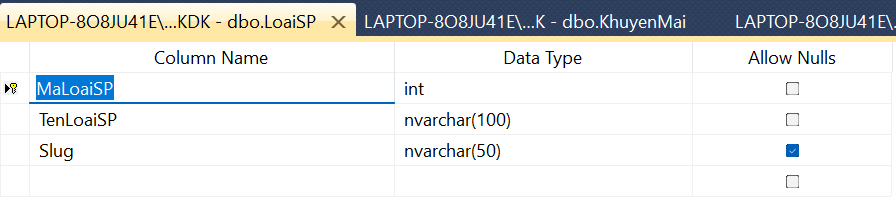 LAPTOP-8O8JU41E\...KDK - dbo.LoaiSP LAPTOP-8O8JU41E\...K - dbo.KhuyenMai LAPTOP-8O8JU41E\...
Column Name Data Type Allow Nulls
MaLoaiSP int
TenLoaiSP nvarchar(100)
Slug nvarchar(50)